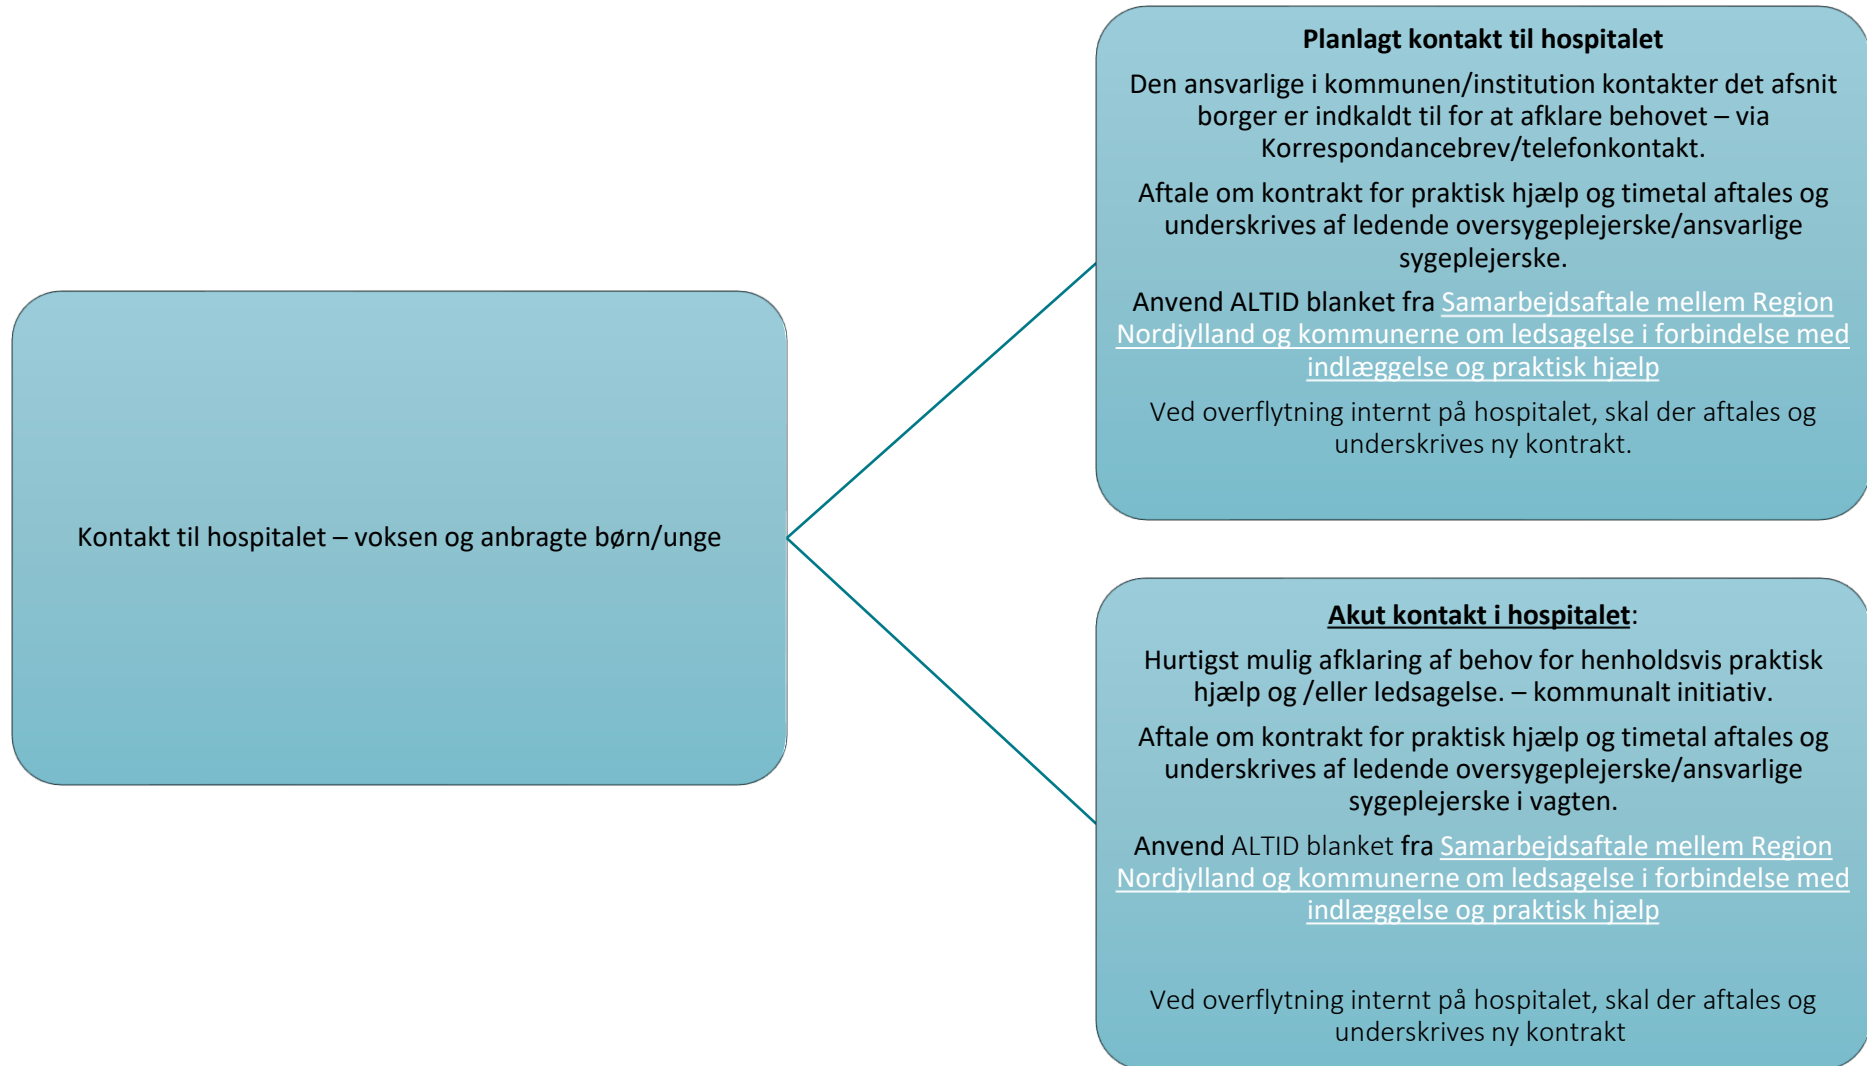 Kontakt til hospitalet – voksen og anbragte børn/unge
Planlagt kontakt til hospitalet
Den ansvarlige i kommunen/institution kontakter det afsnit
borger er indkaldt til for at afklare behovet – via
Korrespondancebrev/telefonkontakt.
Aftale om kontrakt for praktisk hjælp og timetal aftales og
underskrives af ledende oversygeplejerske/ansvarlige
sygeplejerske.
Anvend ALTID blanket fra Samarbejdsaftale mellem Region
Nordjylland og kommunerne om ledsagelse i forbindelse med
indlæggelse og praktisk hjælp
Ved overflytning internt på hospitalet, skal der aftales og
underskrives ny kontrakt.
Akut kontakt i hospitalet:
Hurtigst mulig afklaring af behov for henholdsvis praktisk
hjælp og /eller ledsagelse. – kommunalt initiativ.
Aftale om kontrakt for praktisk hjælp og timetal aftales og
underskrives af ledende oversygeplejerske/ansvarlige
sygeplejerske i vagten.
Anvend ALTID blanket fra Samarbejdsaftale mellem Region
Nordjylland og kommunerne om ledsagelse i forbindelse med
indlæggelse og praktisk hjælp
Ved overflytning internt på hospitalet, skal der aftales og
underskrives ny kontrakt